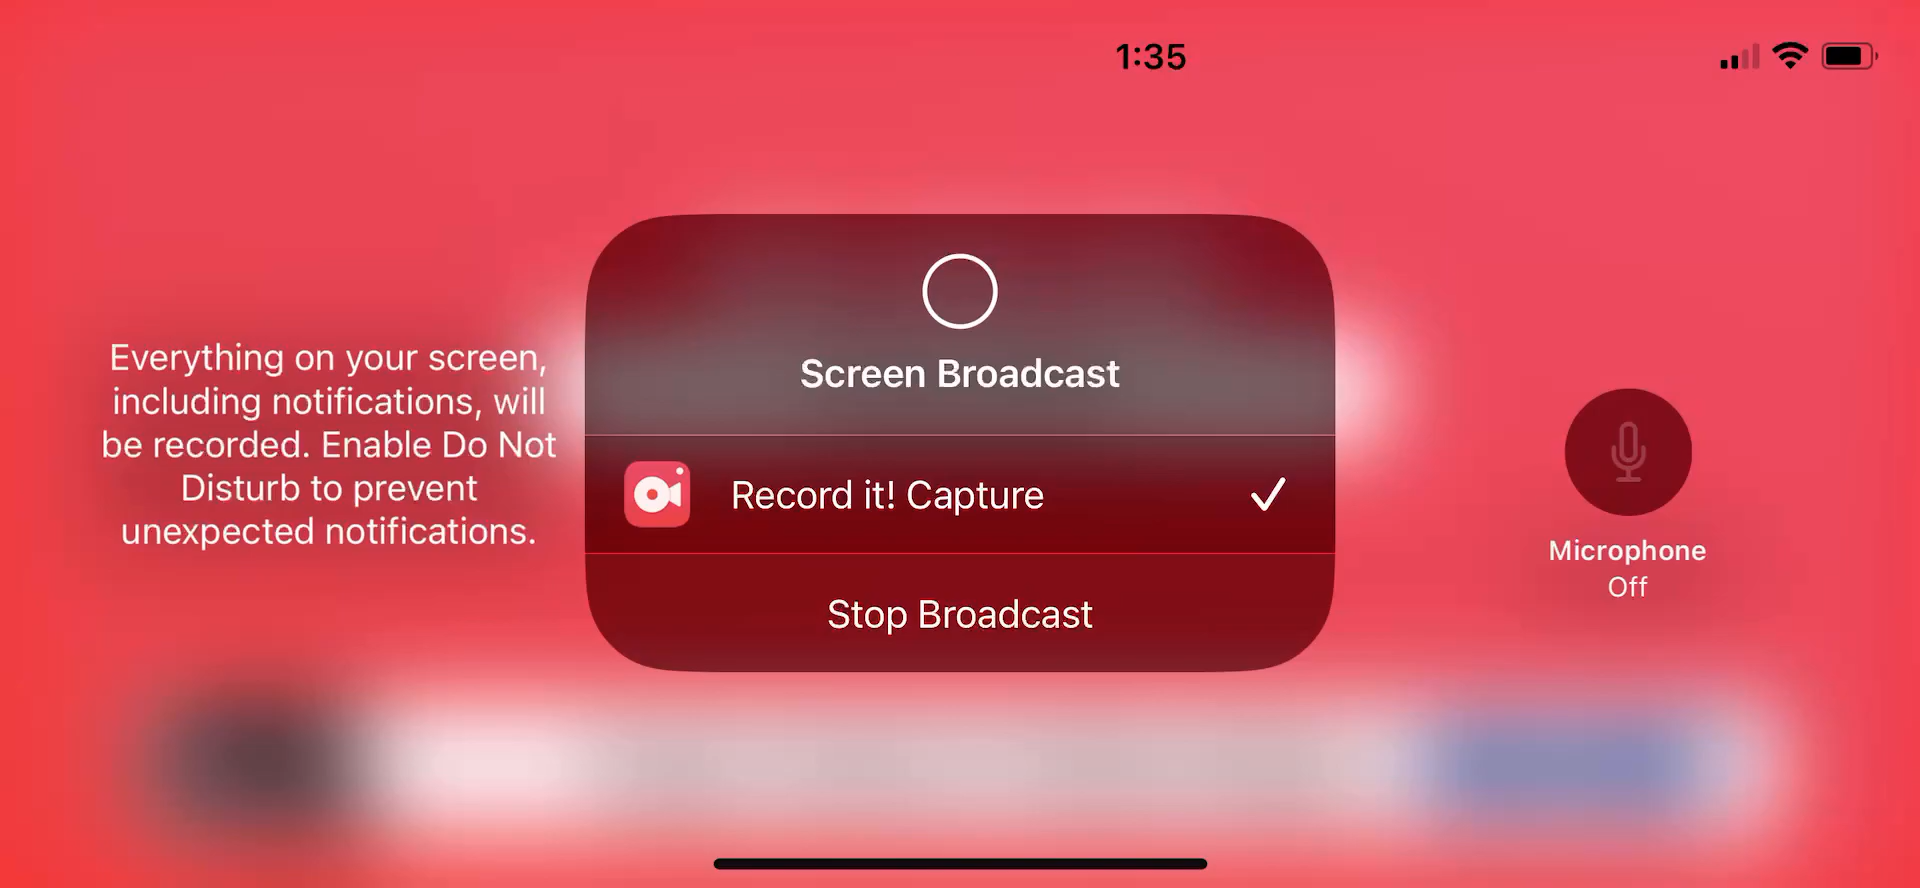 1:35
Everything on your screen,
including notifications, will
be recorded. Enable Do Not
Disturb to prevent
unexpected notifications.
Screen Broadcast
Record it! Capture
Stop Broadcast
Microphone
Off